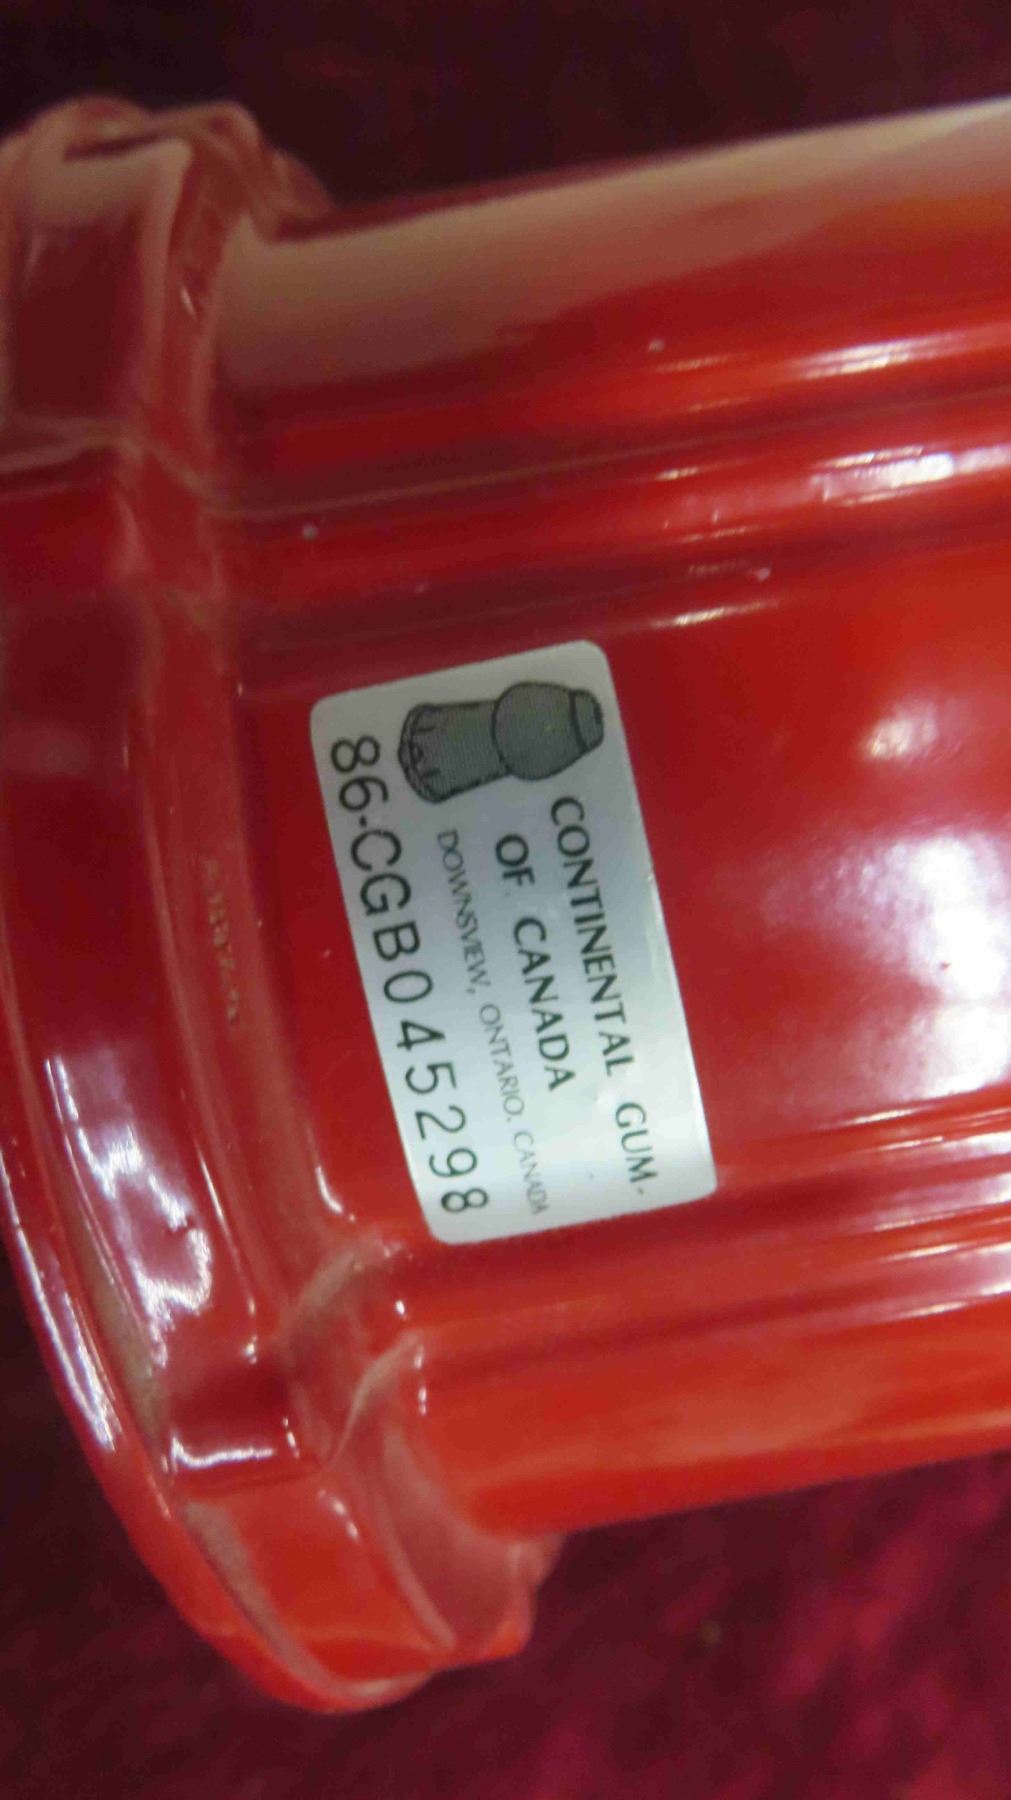 CONTINENTAL GUM.
OF CANADA
DOWNSVIEW, ONTARIO. CANADA
86-CGB045298